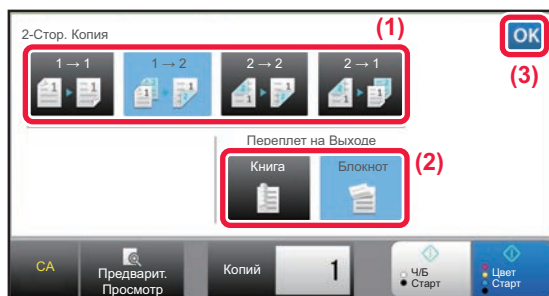 2-Стор. Копия
(1)
OK
(3)
1 → 1
1 → 2
2 → 2
2 → 1
Переплет на Выходе
Книга
Блокнот
(2)
CA
Предварит.
Просмотр
Копий
1
Ч/Б
Старт
Цвет
Старт